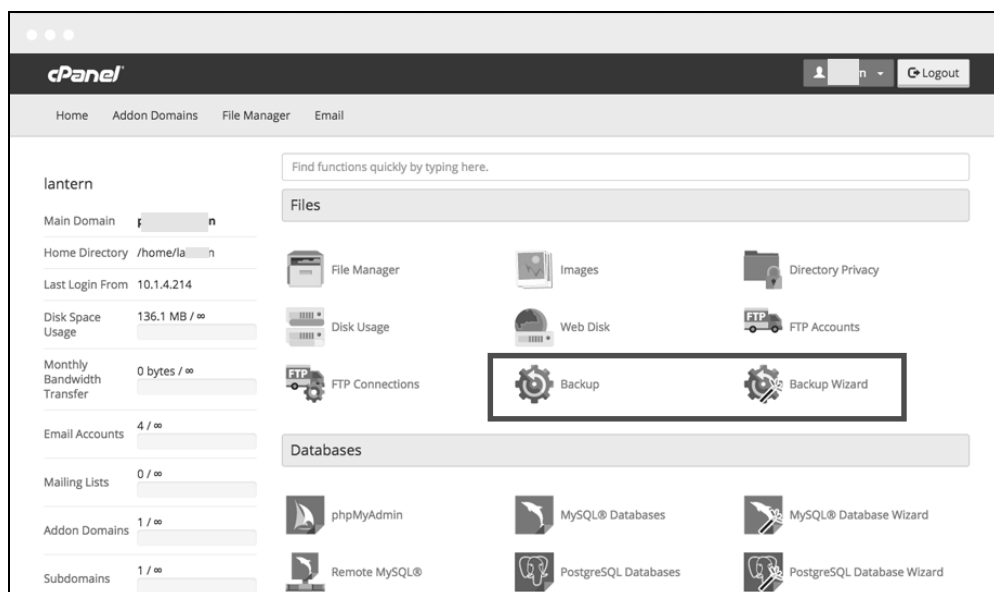 cPanel
n
Logout
Home Addon Domains File Manager Email
Find functions quickly by typing here.
lantern
Files
Main Domain n
Home Directory /home/la n
Last Login From 10.1.4.214
Disk Space Usage 136.1 MB / ∞
Monthly Bandwidth Transfer 0 bytes / ∞
Email Accounts 4 / ∞
Mailing Lists 0 / ∞
Addon Domains 1 / ∞
Subdomains 1 / ∞
File Manager Images Directory Privacy
Disk Usage Web Disk FTP FTP Accounts
FTP FTP Connections Backup Backup Wizard
Databases
phpMyAdmin MySQL® Databases MySQL® Database Wizard
Remote MySQL® PostgreSQL Databases PostgreSQL Database Wizard